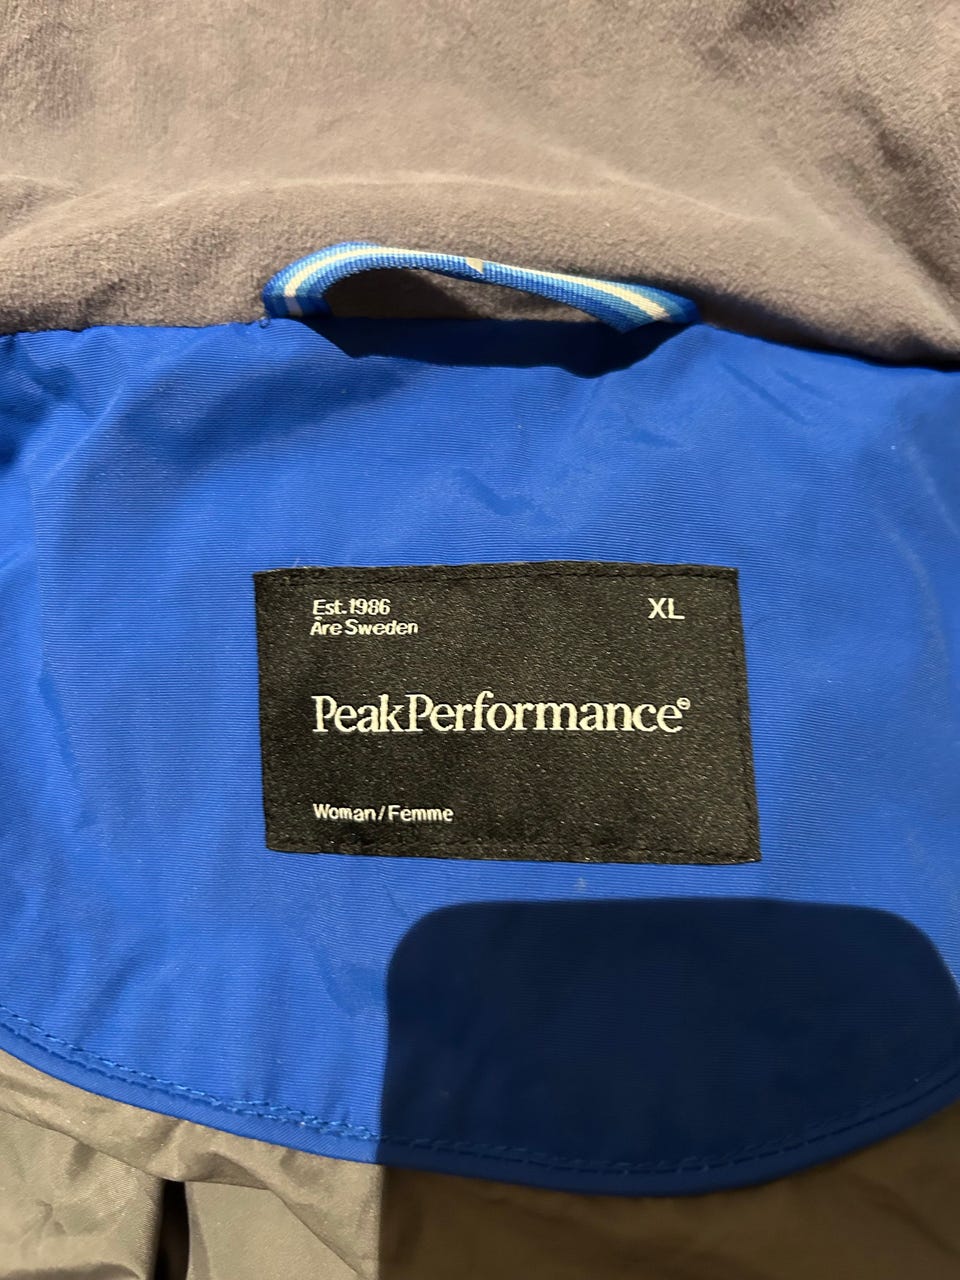 Est.1986
XL
Åre Sweden
PeakPerformance®
Woman/Femme